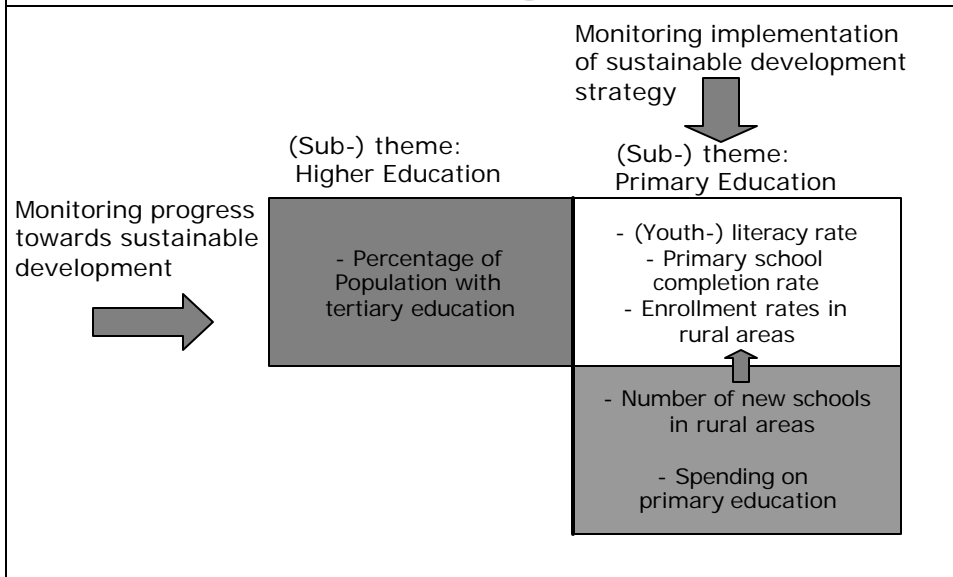 Monitoring implementation
of sustainable development
strategy
(Sub-) theme:
Higher Education
(Sub-) theme:
Primary Education
Monitoring progress
towards sustainable
development
- Percentage of
Population with
tertiary education
- (Youth-) literacy rate
- Primary school
completion rate
- Enrollment rates in
rural areas
- Number of new schools
in rural areas
- Spending on
primary education